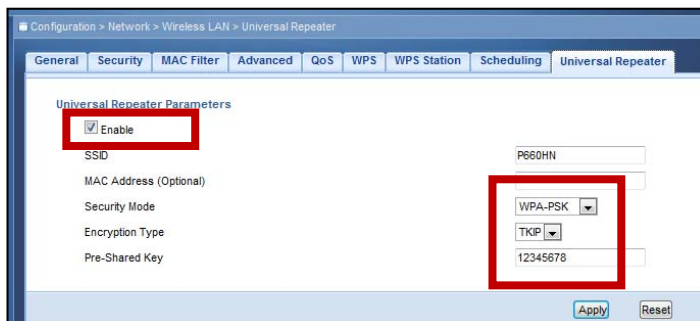 Configuration > Network > Wireless LAN > Universal Repeater
General Security MAC Filter Advanced QoS WPS WPS Station Scheduling Universal Repeater
Universal Repeater Parameters
Enable
SSID P660HN
MAC Address (Optional)
Security Mode WPA-PSK
Encryption Type TKIP
Pre-Shared Key 12345678
Apply Reset